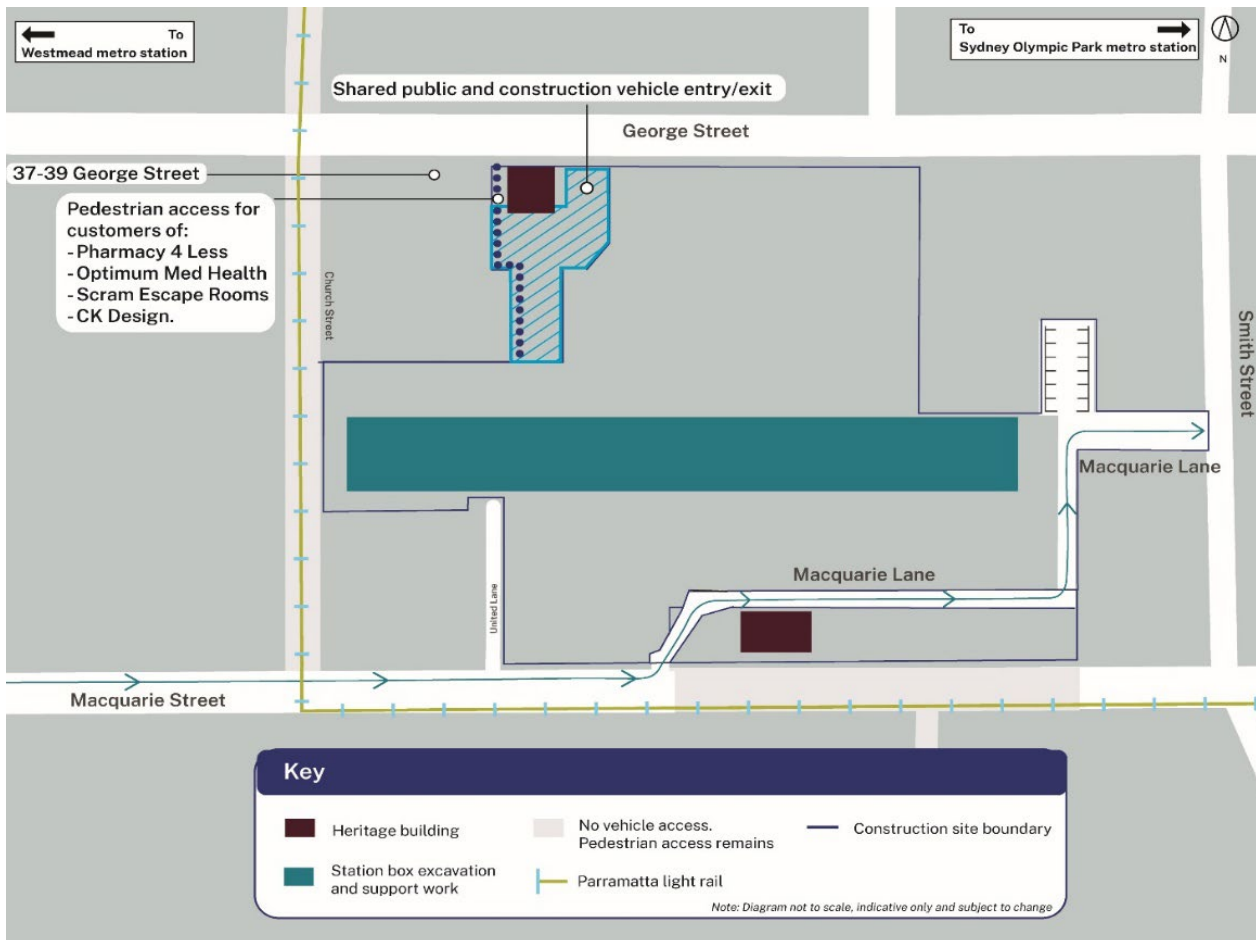 To
Westmead metro station
To
Sydney Olympic Park metro station
N
Shared public and construction vehicle entry/exit
George Street
37-39 George Street
Pedestrian access for
customers of:
- Pharmacy 4 Less
- Optimum Med Health
- Scram Escape Rooms
- CK Design.
Church Street
Smith Street
Macquarie Lane
Macquarie Lane
United Lane
Macquarie Street
Key
Heritage building
No vehicle access.
Pedestrian access remains
Construction site boundary
Station box excavation
and support work
Parramatta light rail
Note: Diagram not to scale, indicative only and subject to change